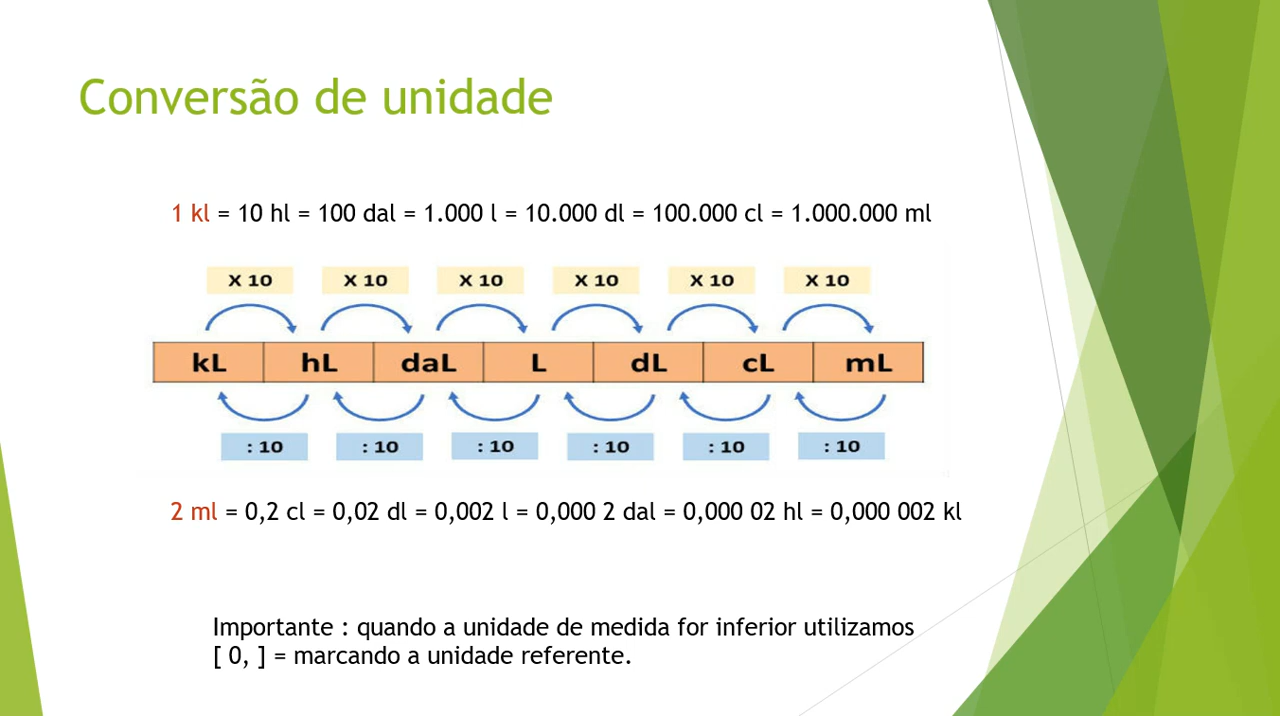 Conversão de unidade
1 kl = 10 hl = 100 dal = 1.000 l = 10.000 dl = 100.000 cl = 1.000.000 ml
X 10 X 10 X 10 X 10 X 10 X 10
kL hL daL L dL cL mL
: 10 : 10 : 10 : 10 : 10 : 10
2 ml = 0,2 cl = 0,02 dl = 0,002 l = 0,000 2 dal = 0,000 02 hl = 0,000 002 kl
Importante : quando a unidade de medida for inferior utilizamos
[ 0, ] = marcando a unidade referente.